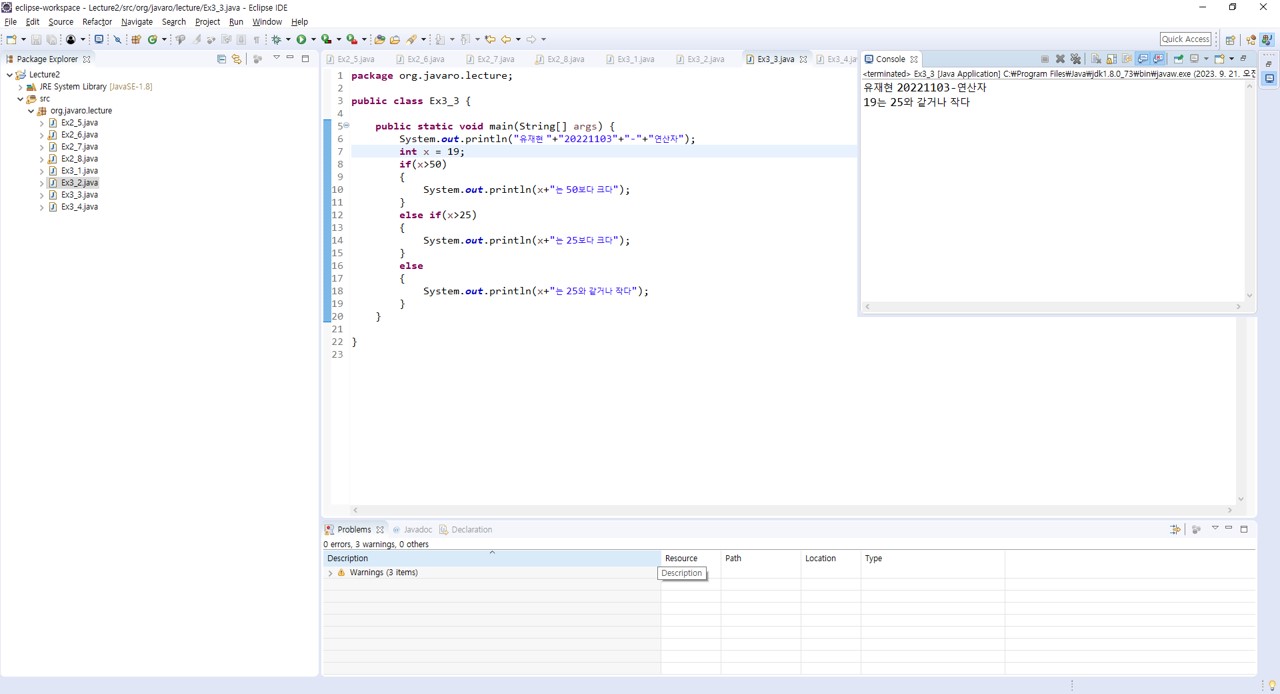 eclipse-workspace - Lecture2/src/org/javaro/lecture/Ex3_3.java - Eclipse IDE
File Edit Source Refactor Navigate Search Project Run Window Help
Quick Access
Package Explorer
Lecture2
JRE System Library [JavaSE-1.8]
src
org.javaro.lecture
Ex2_5.java
Ex2_6.java
Ex2_7.java
Ex2_8.java
Ex3_1.java
Ex3_2.java
Ex3_3.java
Ex3_4.java
Ex2_5.java Ex2_6.java Ex2_7.java Ex2_8.java Ex3_1.java Ex3_2.java Ex3_3.java Ex3_4.ja
1 package org.javaro.lecture;
2
3 public class Ex3_3 {
4
5 public static void main(String[] args) {
6 System.out.println("유재현 "+"20221103"+"-"+"연산자");
7 int x = 19;
8 if(x>50)
9 {
10 System.out.println(x+"는 50보다 크다");
11 }
12 else if(x>25)
13 {
14 System.out.println(x+"는 25보다 크다");
15 }
16 else
17 {
18 System.out.println(x+"는 25와 같거나 작다");
19 }
20 }
21
22 }
23
Console
<terminated> Ex3_3 [Java Application] C:₩Program Files₩Java₩jdk1.8.0_73₩bin₩javaw.exe (2023. 9. 21. 오전
유재현 20221103-연산자
19는 25와 같거나 작다
Problems Javadoc Declaration
0 errors, 3 warnings, 0 others
Description Resource Path Location Type
Warnings (3 items)
Description